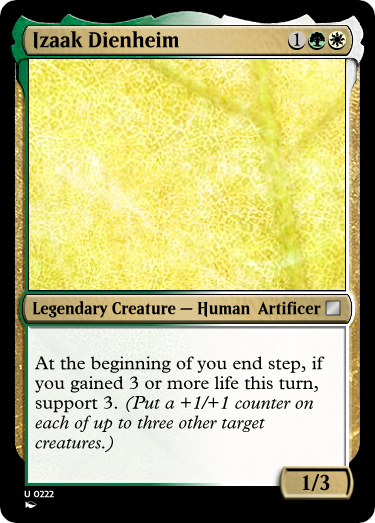 Izaak Dienheim 1
Legendary Creature — Human Artificer
At the beginning of you end step, if
you gained 3 or more life this turn,
support 3. (Put a +1/+1 counter on
each of up to three other target
creatures.)
1/3
U 0222